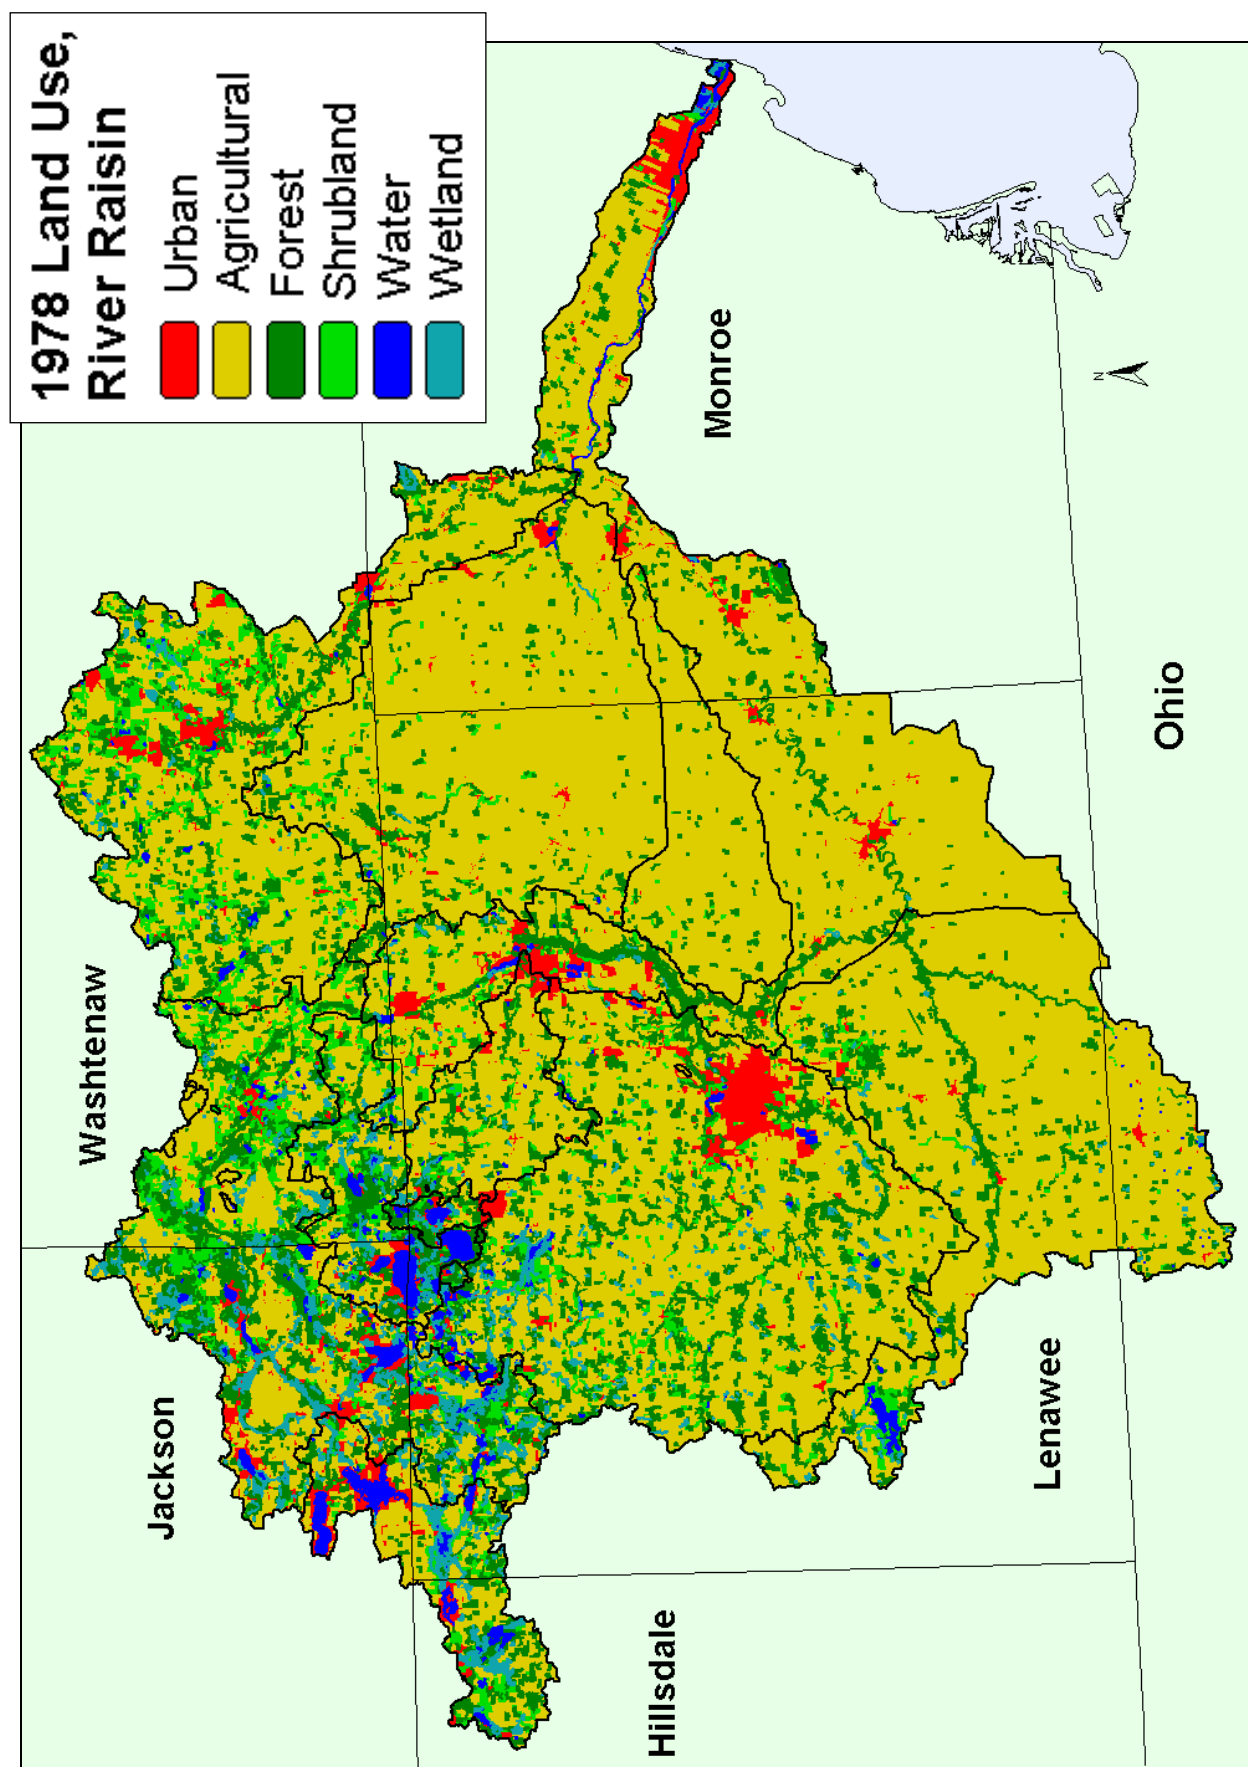 1978 Land Use,
River Raisin
Urban
Agricultural
Forest
Shrubland
Water
Wetland
Washtenaw
Jackson
Monroe
Hillsdale
Lenawee
Ohio
N